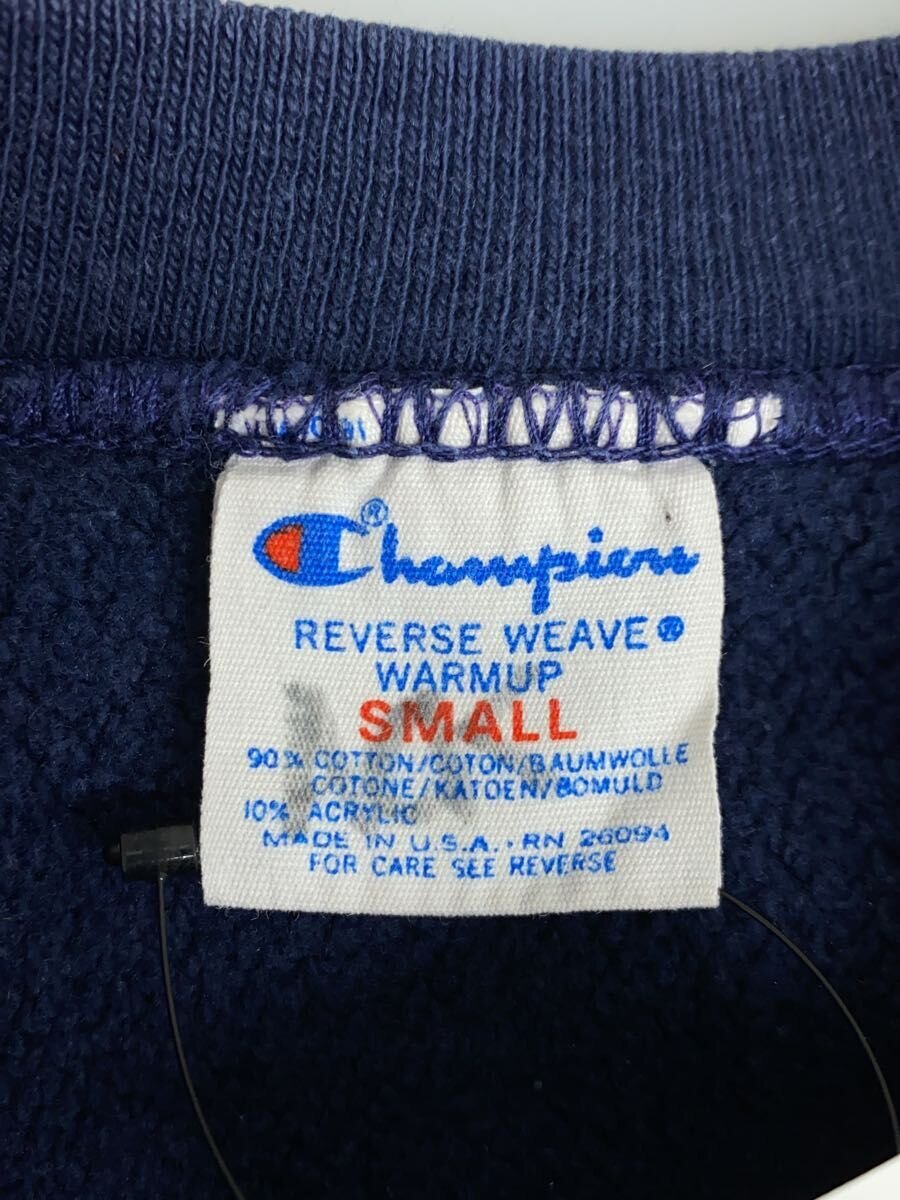 Champion®
REVERSE WEAVE®
WARMUP
SMALL
90% COTTON/COTON/BAUMWOLLE
COTONE/KATOEN/BOMULD
10% ACRYLIC
MADE IN U.S.A. · RN 26094
FOR CARE SEE REVERSE